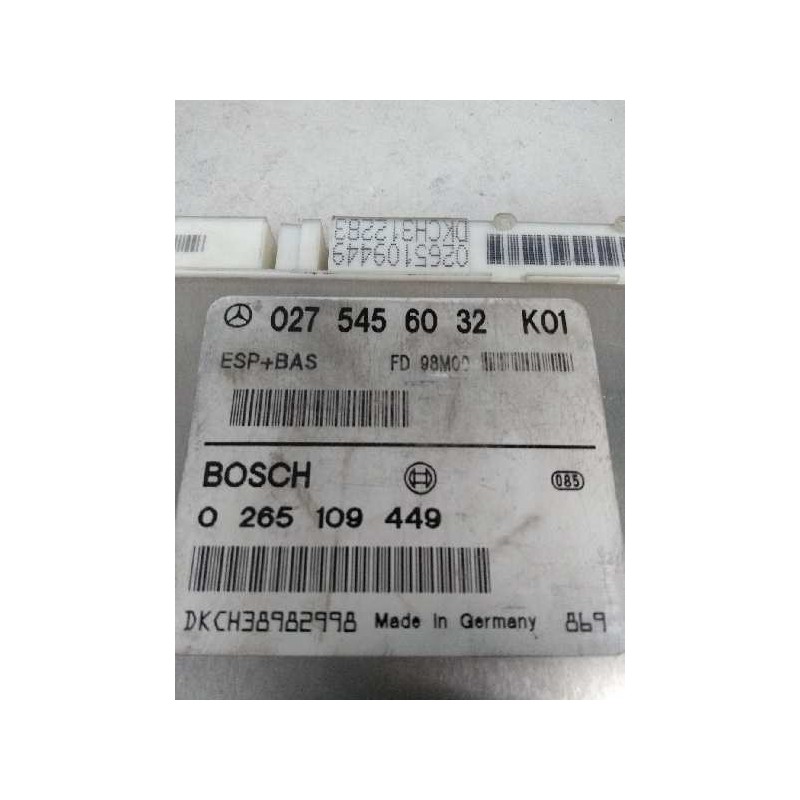 0265109449
DKCH312283
027 545 60 32 K01
ESP+BAS FD 98M00
BOSCH 085
0 265 109 449
DKCH38982998 Made in Germany 869